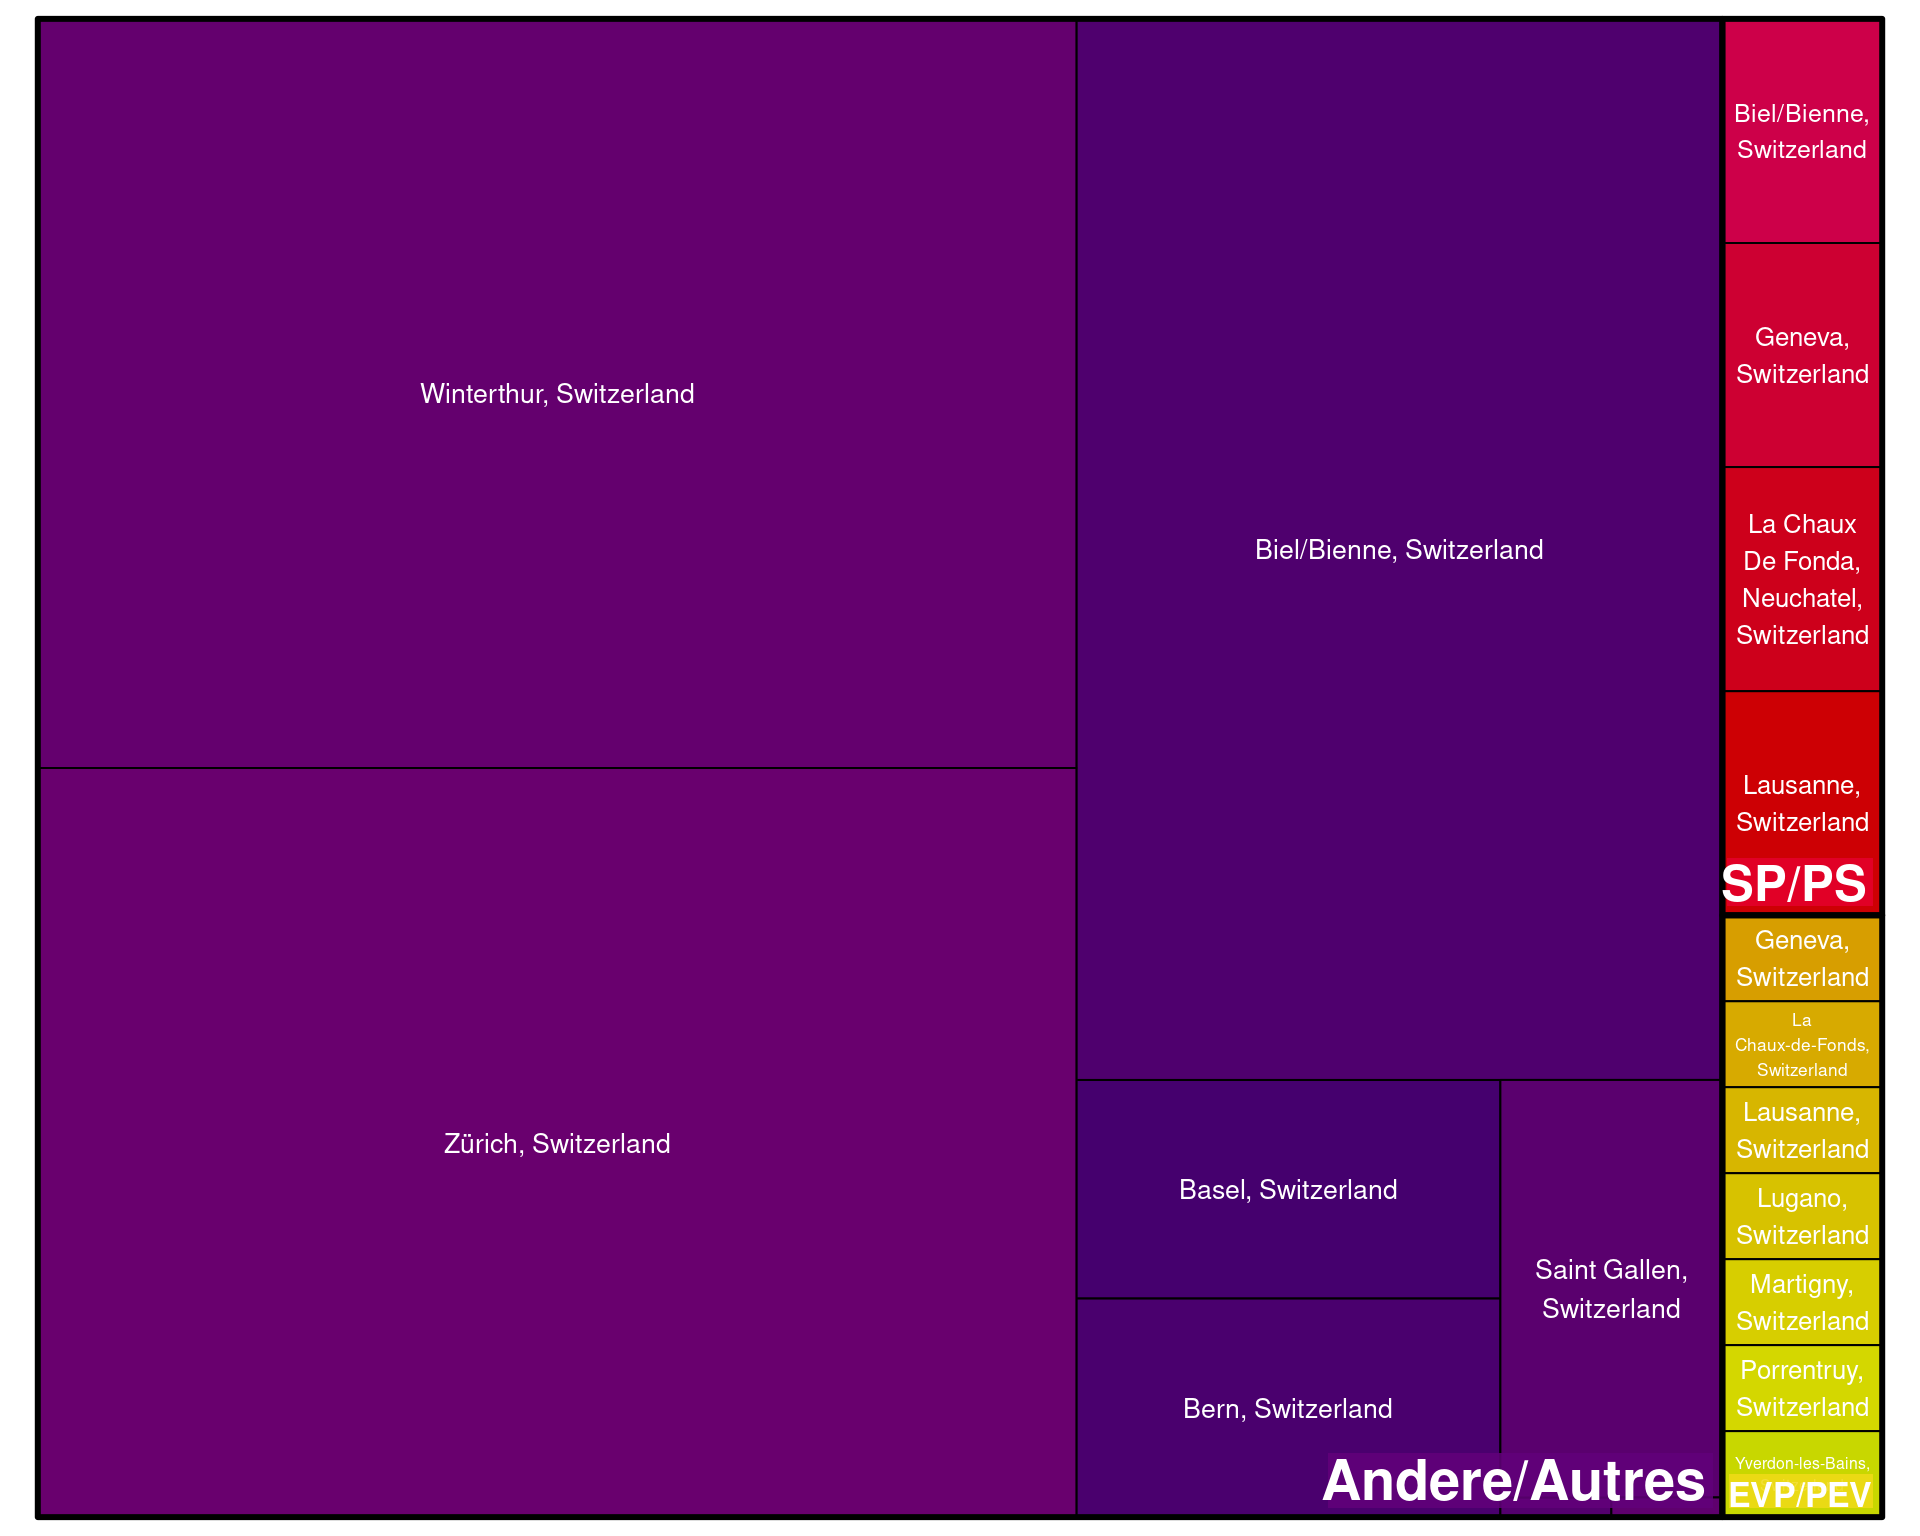 Winterthur, Switzerland
Zürich, Switzerland
Biel/Bienne, Switzerland
Basel, Switzerland
Bern, Switzerland
Saint Gallen,
Switzerland
Andere/Autres
Biel/Bienne,
Switzerland
Geneva,
Switzerland
La Chaux
De Fonda,
Neuchatel,
Switzerland
Lausanne,
Switzerland
SP/PS
Geneva,
Switzerland
La
Chaux-de-Fonds,
Switzerland
Lausanne,
Switzerland
Lugano,
Switzerland
Martigny,
Switzerland
Porrentruy,
Switzerland
Yverdon-les-Bains,
EVP/PEV